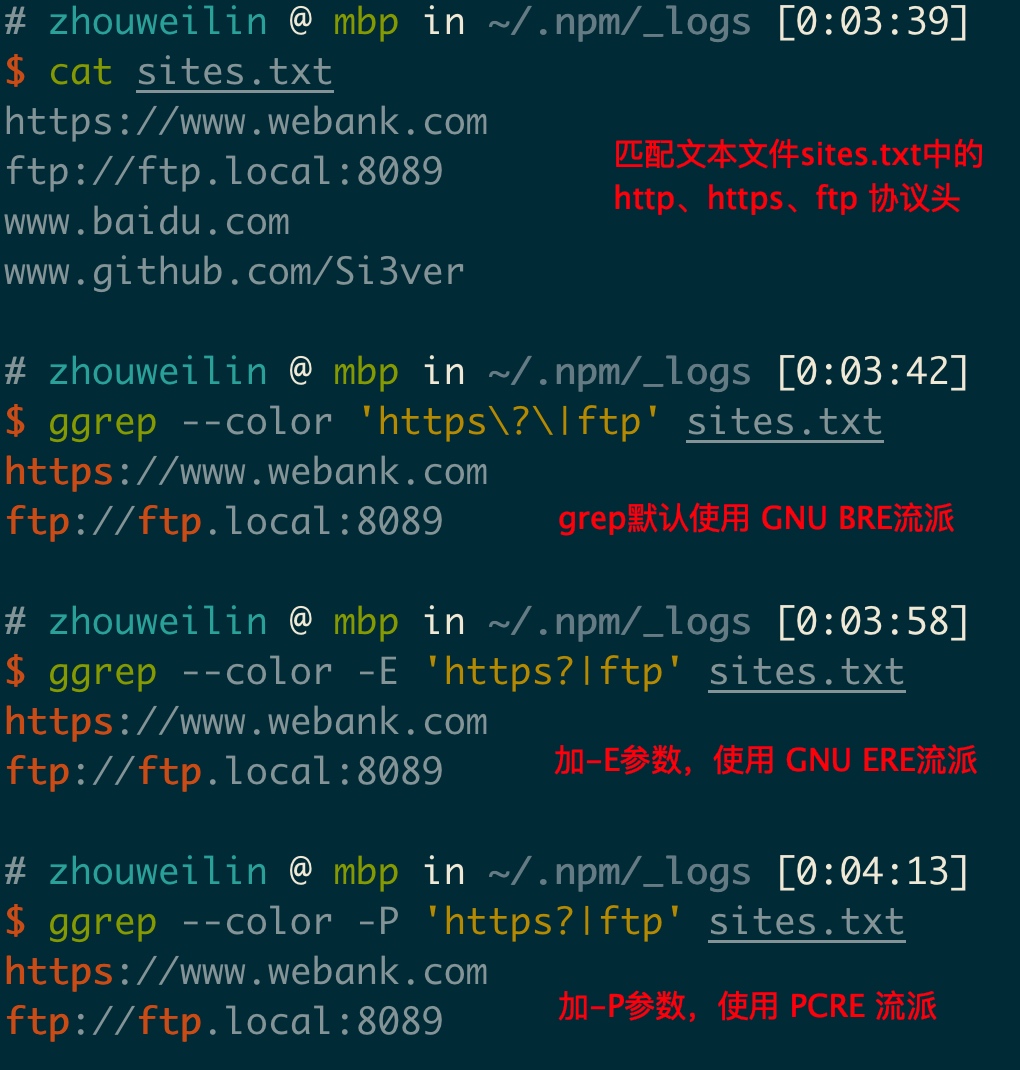 # zhouweilin @ mbp in ~/.npm/_logs [0:03:39]
$ cat sites.txt
https://www.webank.com
匹配文本文件sites.txt中的
ftp://ftp.local:8089
http、https、ftp 协议头
www.baidu.com
www.github.com/Si3ver
# zhouweilin @ mbp in ~/.npm/_logs [0:03:42]
$ ggrep --color 'https\?\|ftp' sites.txt
https://www.webank.com
ftp://ftp.local:8089
grep默认使用 GNU BRE流派
# zhouweilin @ mbp in ~/.npm/_logs [0:03:58]
$ ggrep --color -E 'https?|ftp' sites.txt
https://www.webank.com
ftp://ftp.local:8089
加-E参数，使用 GNU ERE流派
# zhouweilin @ mbp in ~/.npm/_logs [0:04:13]
$ ggrep --color -P 'https?|ftp' sites.txt
https://www.webank.com
ftp://ftp.local:8089
加-P参数，使用 PCRE 流派